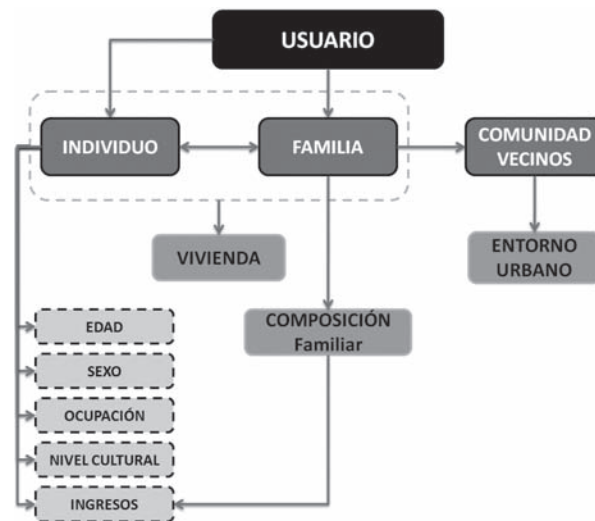 USUARIO
INDIVIDUO
FAMILIA
COMUNIDAD
VECINOS
VIVIENDA
ENTORNO
URBANO
COMPOSICIÓN
Familiar
EDAD
SEXO
OCUPACIÓN
NIVEL CULTURAL
INGRESOS